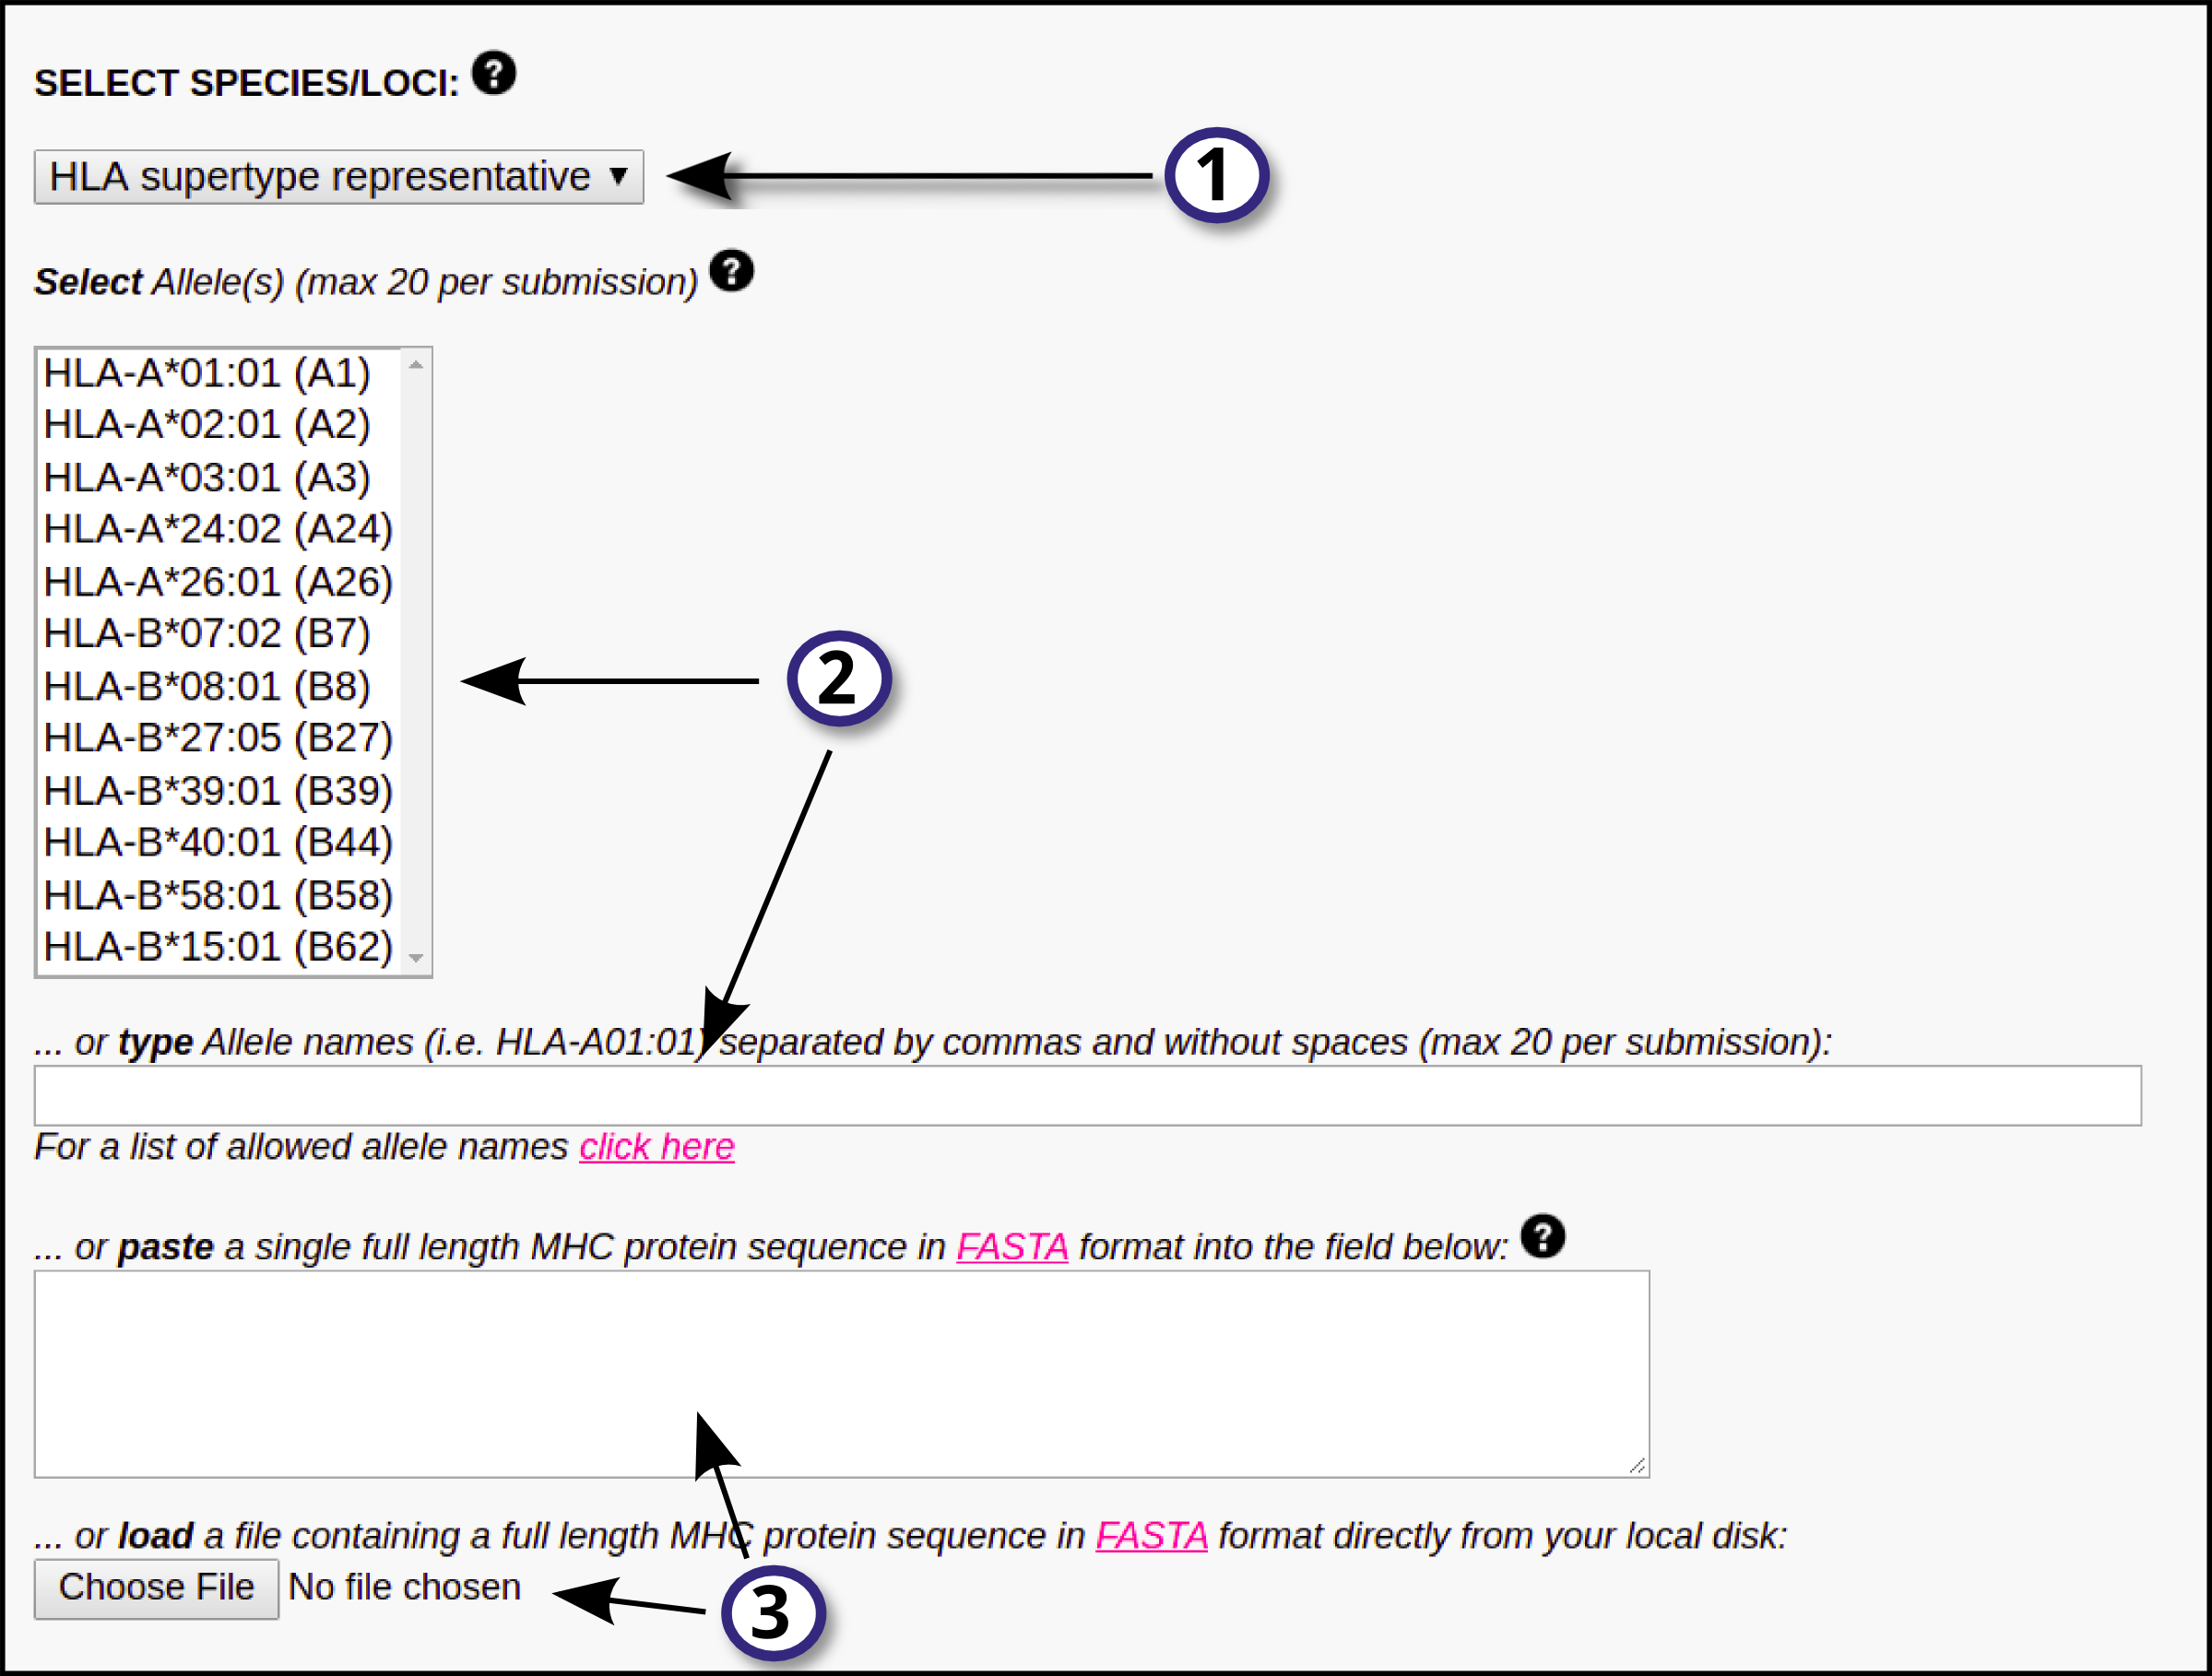 SELECT SPECIES/LOCI: ?
HLA supertype representative ▼
1
Select Allele(s) (max 20 per submission) ?
HLA-A*01:01 (A1)
HLA-A*02:01 (A2)
HLA-A*03:01 (A3)
HLA-A*24:02 (A24)
HLA-A*26:01 (A26)
HLA-B*07:02 (B7)
HLA-B*08:01 (B8)
2
HLA-B*27:05 (B27)
HLA-B*39:01 (B39)
HLA-B*40:01 (B44)
HLA-B*58:01 (B58)
HLA-B*15:01 (B62)
... or type Allele names (i.e. HLA-A01:01) separated by commas and without spaces (max 20 per submission):
For a list of allowed allele names click here
... or paste a single full length MHC protein sequence in FASTA format into the field below: ?
... or load a file containing a full length MHC protein sequence in FASTA format directly from your local disk:
Choose File No file chosen
3